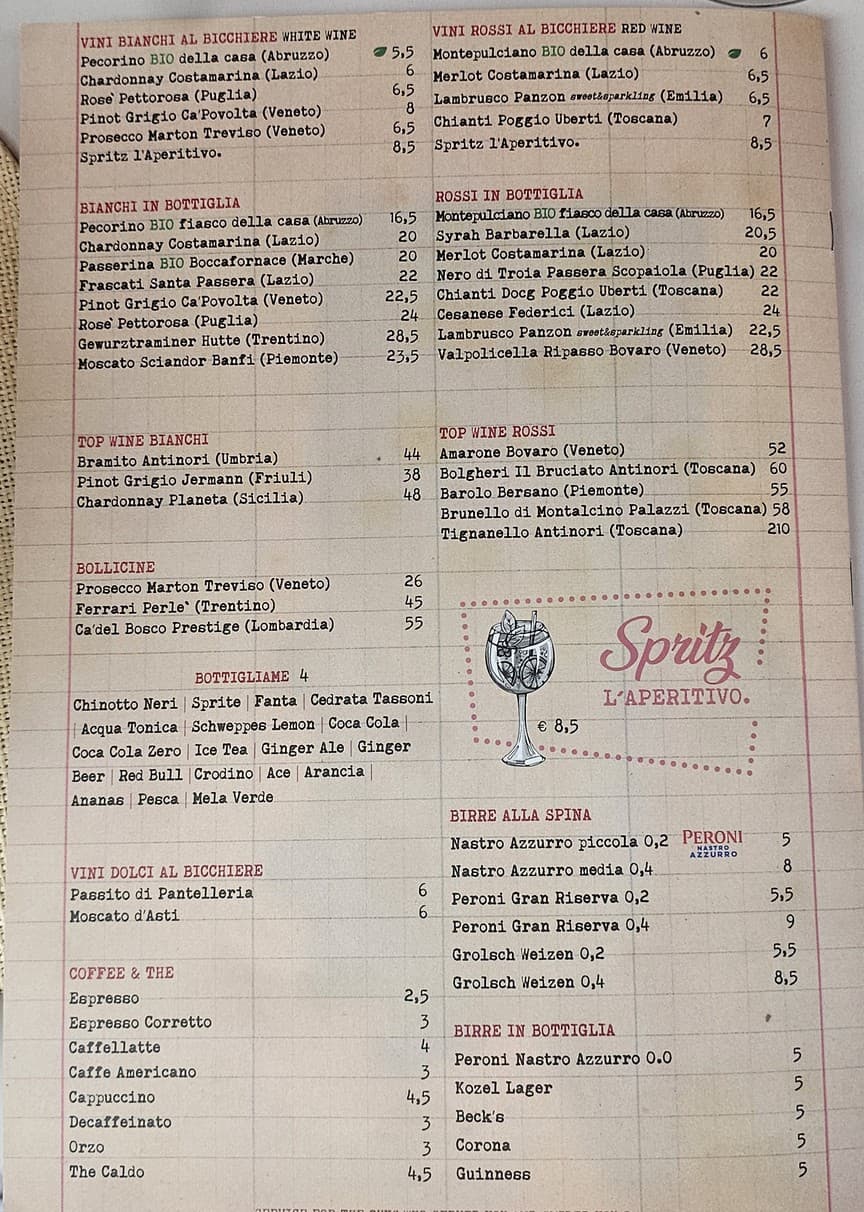 VINI BIANCHI AL BICCHIERE WHITE WINE
Pecorino BIO della casa (Abruzzo) 5,5
Chardonnay Costamarina (Lazio) 6
Rose` Pettorosa (Puglia) 6,5
Pinot Grigio Ca'Povolta (Veneto) 8
Prosecco Marton Treviso (Veneto) 6,5
Spritz l'Aperitivo. 8,5
BIANCHI IN BOTTIGLIA
Pecorino BIO fiasco della casa (Abruzzo) 16,5
Chardonnay Costamarina (Lazio) 20
Passerina BIO Boccafornace (Marche) 20
Frascati Santa Passera (Lazio) 22
Pinot Grigio Ca'Povolta (Veneto) 22,5
Rose` Pettorosa (Puglia) 24
Gewurztraminer Hutte (Trentino) 28,5
Moscato Sciandor Banfi (Piemonte) 23,5
TOP WINE BIANCHI
Bramito Antinori (Umbria) 44
Pinot Grigio Jermann (Friuli) 38
Chardonnay Planeta (Sicilia) 48
BOLLICINE
Prosecco Marton Treviso (Veneto) 26
Ferrari Perle` (Trentino) 45
Ca'del Bosco Prestige (Lombardia) 55
BOTTIGLIAME 4
Chinotto Neri | Sprite | Fanta | Cedrata Tassoni
| Acqua Tonica | Schweppes Lemon | Coca Cola |
Coca Cola Zero | Ice Tea | Ginger Ale | Ginger
Beer | Red Bull | Crodino | Ace | Arancia |
Ananas | Pesca | Mela Verde
VINI DOLCI AL BICCHIERE
Passito di Pantelleria 6
Moscato d'Asti 6
COFFEE & THE
Espresso 2,5
Espresso Corretto 3
Caffellatte 4
Caffe Americano 3
Cappuccino 4,5
Decaffeinato 3
Orzo 3
The Caldo 4,5
VINI ROSSI AL BICCHIERE RED WINE
Montepulciano BIO della casa (Abruzzo) 6
Merlot Costamarina (Lazio) 6,5
Lambrusco Panzon sweet&sparkling (Emilia) 6,5
Chianti Poggio Uberti (Toscana) 7
Spritz l'Aperitivo. 8,5
ROSSI IN BOTTIGLIA
Montepulciano BIO fiasco della casa (Abruzzo) 16,5
Syrah Barbarella (Lazio) 20,5
Merlot Costamarina (Lazio) 20
Nero di Troia Passera Scopaiola (Puglia) 22
Chianti Docg Poggio Uberti (Toscana) 22
Cesanese Federici (Lazio) 24
Lambrusco Panzon sweet&sparkling (Emilia) 22,5
Valpolicella Ripasso Bovaro (Veneto) 28,5
TOP WINE ROSSI
Amarone Bovaro (Veneto) 52
Bolgheri Il Bruciato Antinori (Toscana) 60
Barolo Bersano (Piemonte) 55
Brunello di Montalcino Palazzi (Toscana) 58
Tignanello Antinori (Toscana) 210
Spritz
L'APERITIVO.
€ 8,5
BIRRE ALLA SPINA
Nastro Azzurro piccola 0,2 PERONI NASTRO AZZURRO 5
Nastro Azzurro media 0,4 8
Peroni Gran Riserva 0,2 5,5
Peroni Gran Riserva 0,4 9
Grolsch Weizen 0,2 5,5
Grolsch Weizen 0,4 8,5
BIRRE IN BOTTIGLIA
Peroni Nastro Azzurro 0.0 5
Kozel Lager 5
Beck's 5
Corona 5
Guinness 5